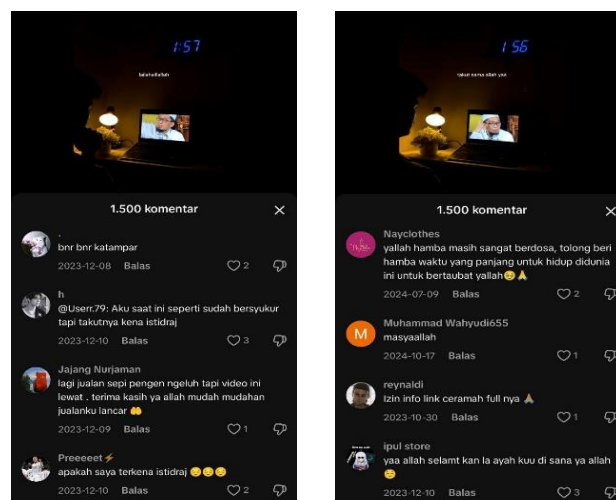 1:57
lailahaillallah
1.500 komentar
.
bnr bnr katampar
2023-12-08 Balas 2
h
@Userr.79: Aku saat ini seperti sudah bersyukur
tapi takutnya kena istidraj
2023-12-10 Balas 3
Jajang Nurjaman
lagi jualan sepi pengen ngeluh tapi video ini
lewat . terima kasih ya allah mudah mudahan
jualanku lancar 🤲
2023-12-09 Balas 1
Preeeeet⚡
apakah saya terkena istidraj 😔😔😔
2023-12-10 Balas 2
1 56
takut sama allah yaa
1.500 komentar
Nayclothes
yallah hamba masih sangat berdosa, tolong beri
hamba waktu yang panjang untuk hidup didunia
ini untuk bertaubat yallah🥺🙏
2024-07-09 Balas 2
Muhammad Wahyudi655
masyaallah
2024-10-17 Balas 1
M
reynaldi
Izin info link ceramah full nya 🙏
2023-10-30 Balas 1
ipul store
yaa allah selamt kan la ayah kuu di sana ya allah
☺️
2023-12-10 Balas 3